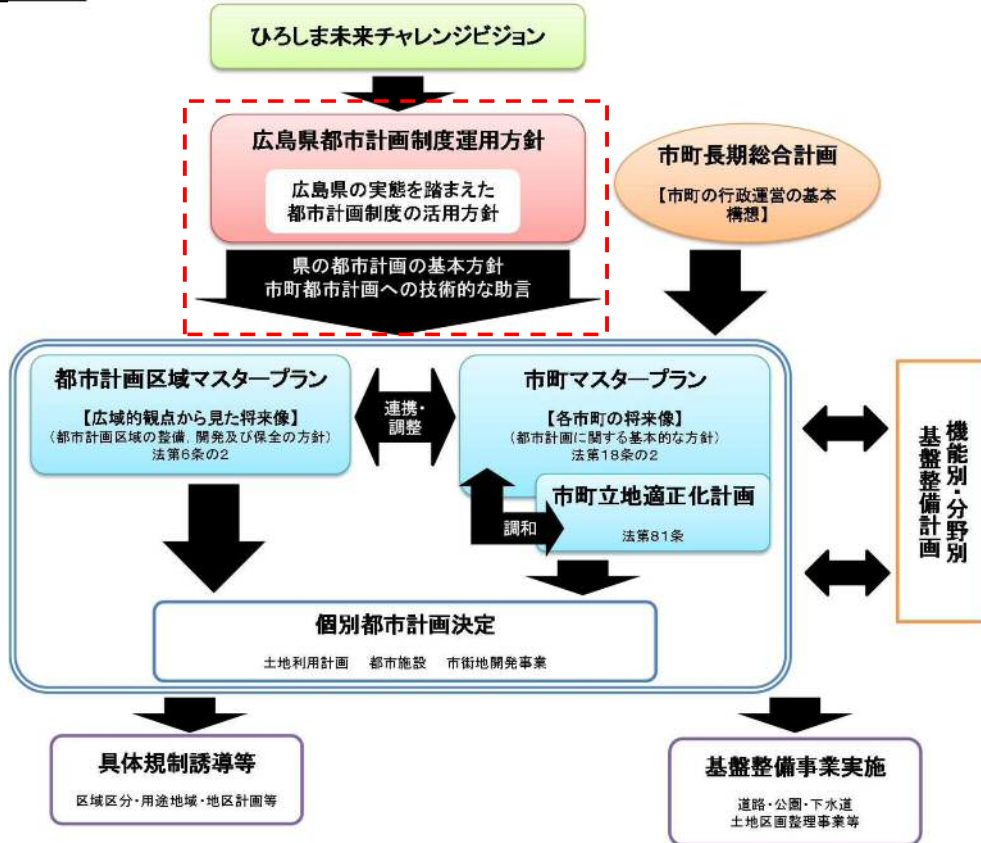 ひろしま未来チャレンジビジョン
広島県都市計画制度運用方針
広島県の実態を踏まえた
都市計画制度の活用方針
市町長期総合計画
【市町の行政運営の基本
構想】
県の都市計画の基本方針
市町都市計画への技術的な助言
都市計画区域マスタープラン
【広域的観点から見た将来像】
(都市計画区域の整備、開発及び保全の方針)
法第6条の2
連携・
調整
市町マスタープラン
【各市町の将来像】
(都市計画に関する基本的な方針)
法第18条の2
市町立地適正化計画
法第81条
調和
機能別・分野別
基盤整備計画
個別都市計画決定
土地利用計画 都市施設 市街地開発事業
具体規制誘導等
区域区分・用途地域・地区計画等
基盤整備事業実施
道路・公園・下水道
土地区画整理事業等